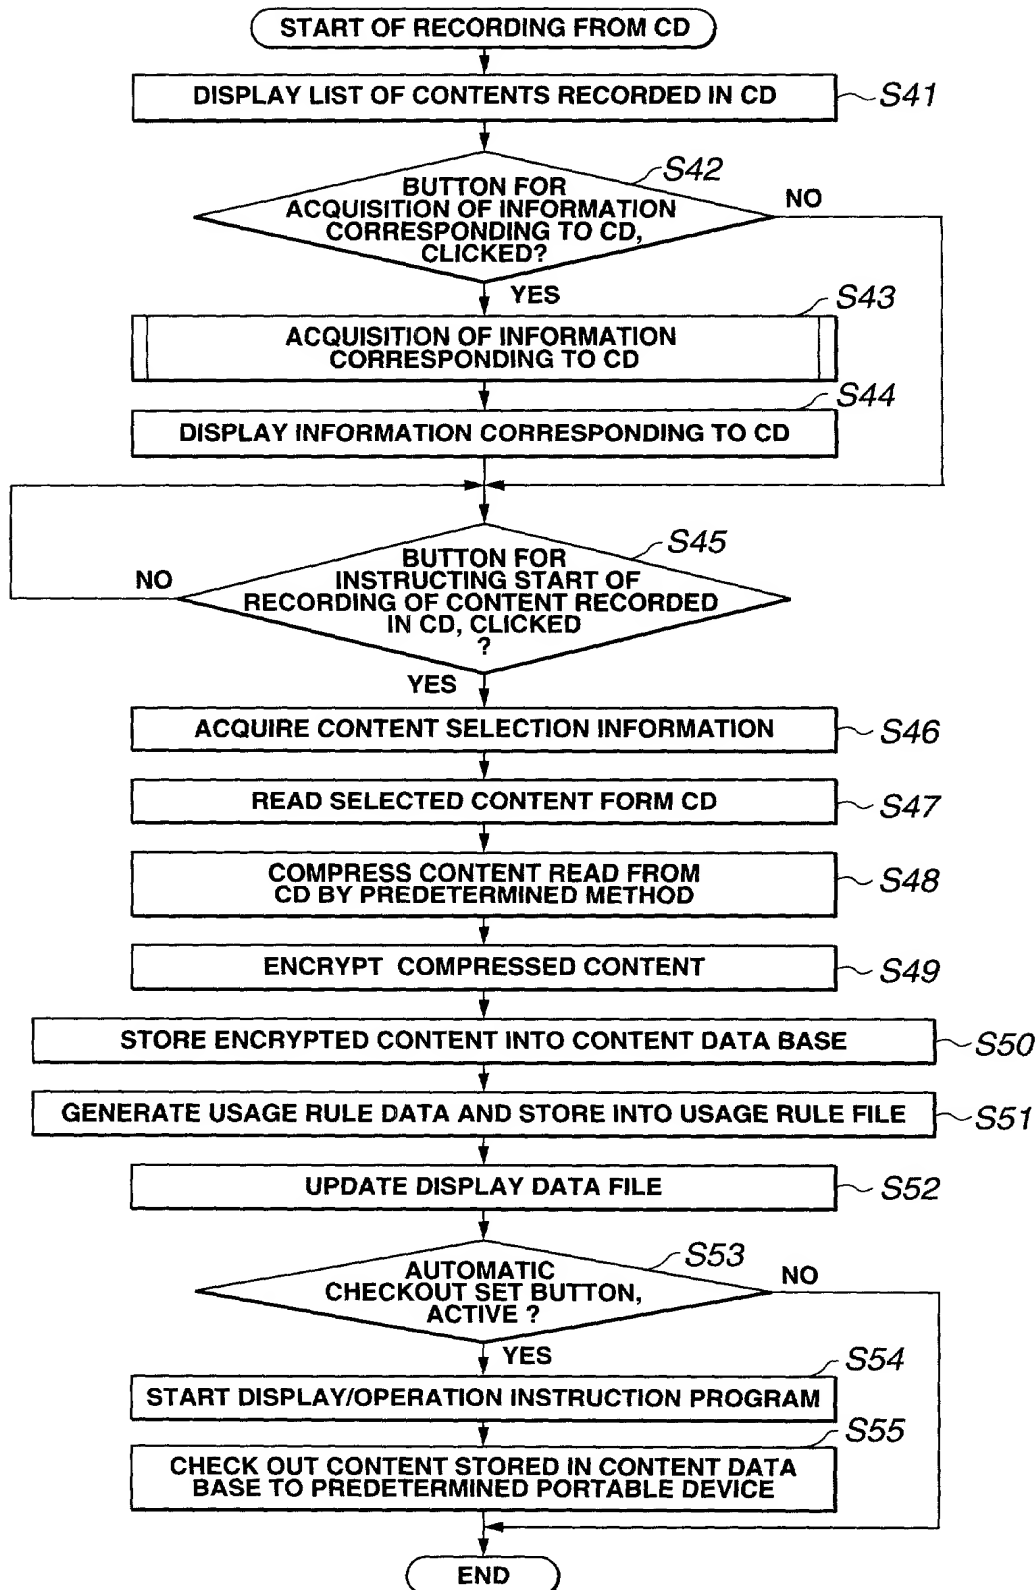 START OF RECORDING FROM CD
DISPLAY LIST OF CONTENTS RECORDED IN CD
S41
S42
BUTTON FOR
ACQUISITION OF INFORMATION
CORRESPONDING TO CD,
CLICKED?
NO
YES
S43
ACQUISITION OF INFORMATION
CORRESPONDING TO CD
S44
DISPLAY INFORMATION CORRESPONDING TO CD
S45
BUTTON FOR
INSTRUCTING START OF
RECORDING OF CONTENT RECORDED
IN CD, CLICKED
?
NO
YES
ACQUIRE CONTENT SELECTION INFORMATION
S46
READ SELECTED CONTENT FORM CD
S47
COMPRESS CONTENT READ FROM
CD BY PREDETERMINED METHOD
S48
ENCRYPT COMPRESSED CONTENT
S49
STORE ENCRYPTED CONTENT INTO CONTENT DATA BASE
S50
GENERATE USAGE RULE DATA AND STORE INTO USAGE RULE FILE
S51
UPDATE DISPLAY DATA FILE
S52
S53
AUTOMATIC
CHECKOUT SET BUTTON,
ACTIVE ?
NO
YES
S54
START DISPLAY/OPERATION INSTRUCTION PROGRAM
S55
CHECK OUT CONTENT STORED IN CONTENT DATA
BASE TO PREDETERMINED PORTABLE DEVICE
END